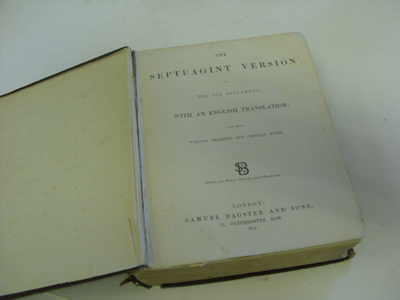 THE
SEPTUAGINT VERSION
OF
THE OLD TESTAMENT,
WITH AN ENGLISH TRANSLATION;
AND WITH
VARIOUS READINGS AND CRITICAL NOTES.
SB
LONDON:
SAMUEL BAGSTER AND SONS,
15, PATERNOSTER ROW.